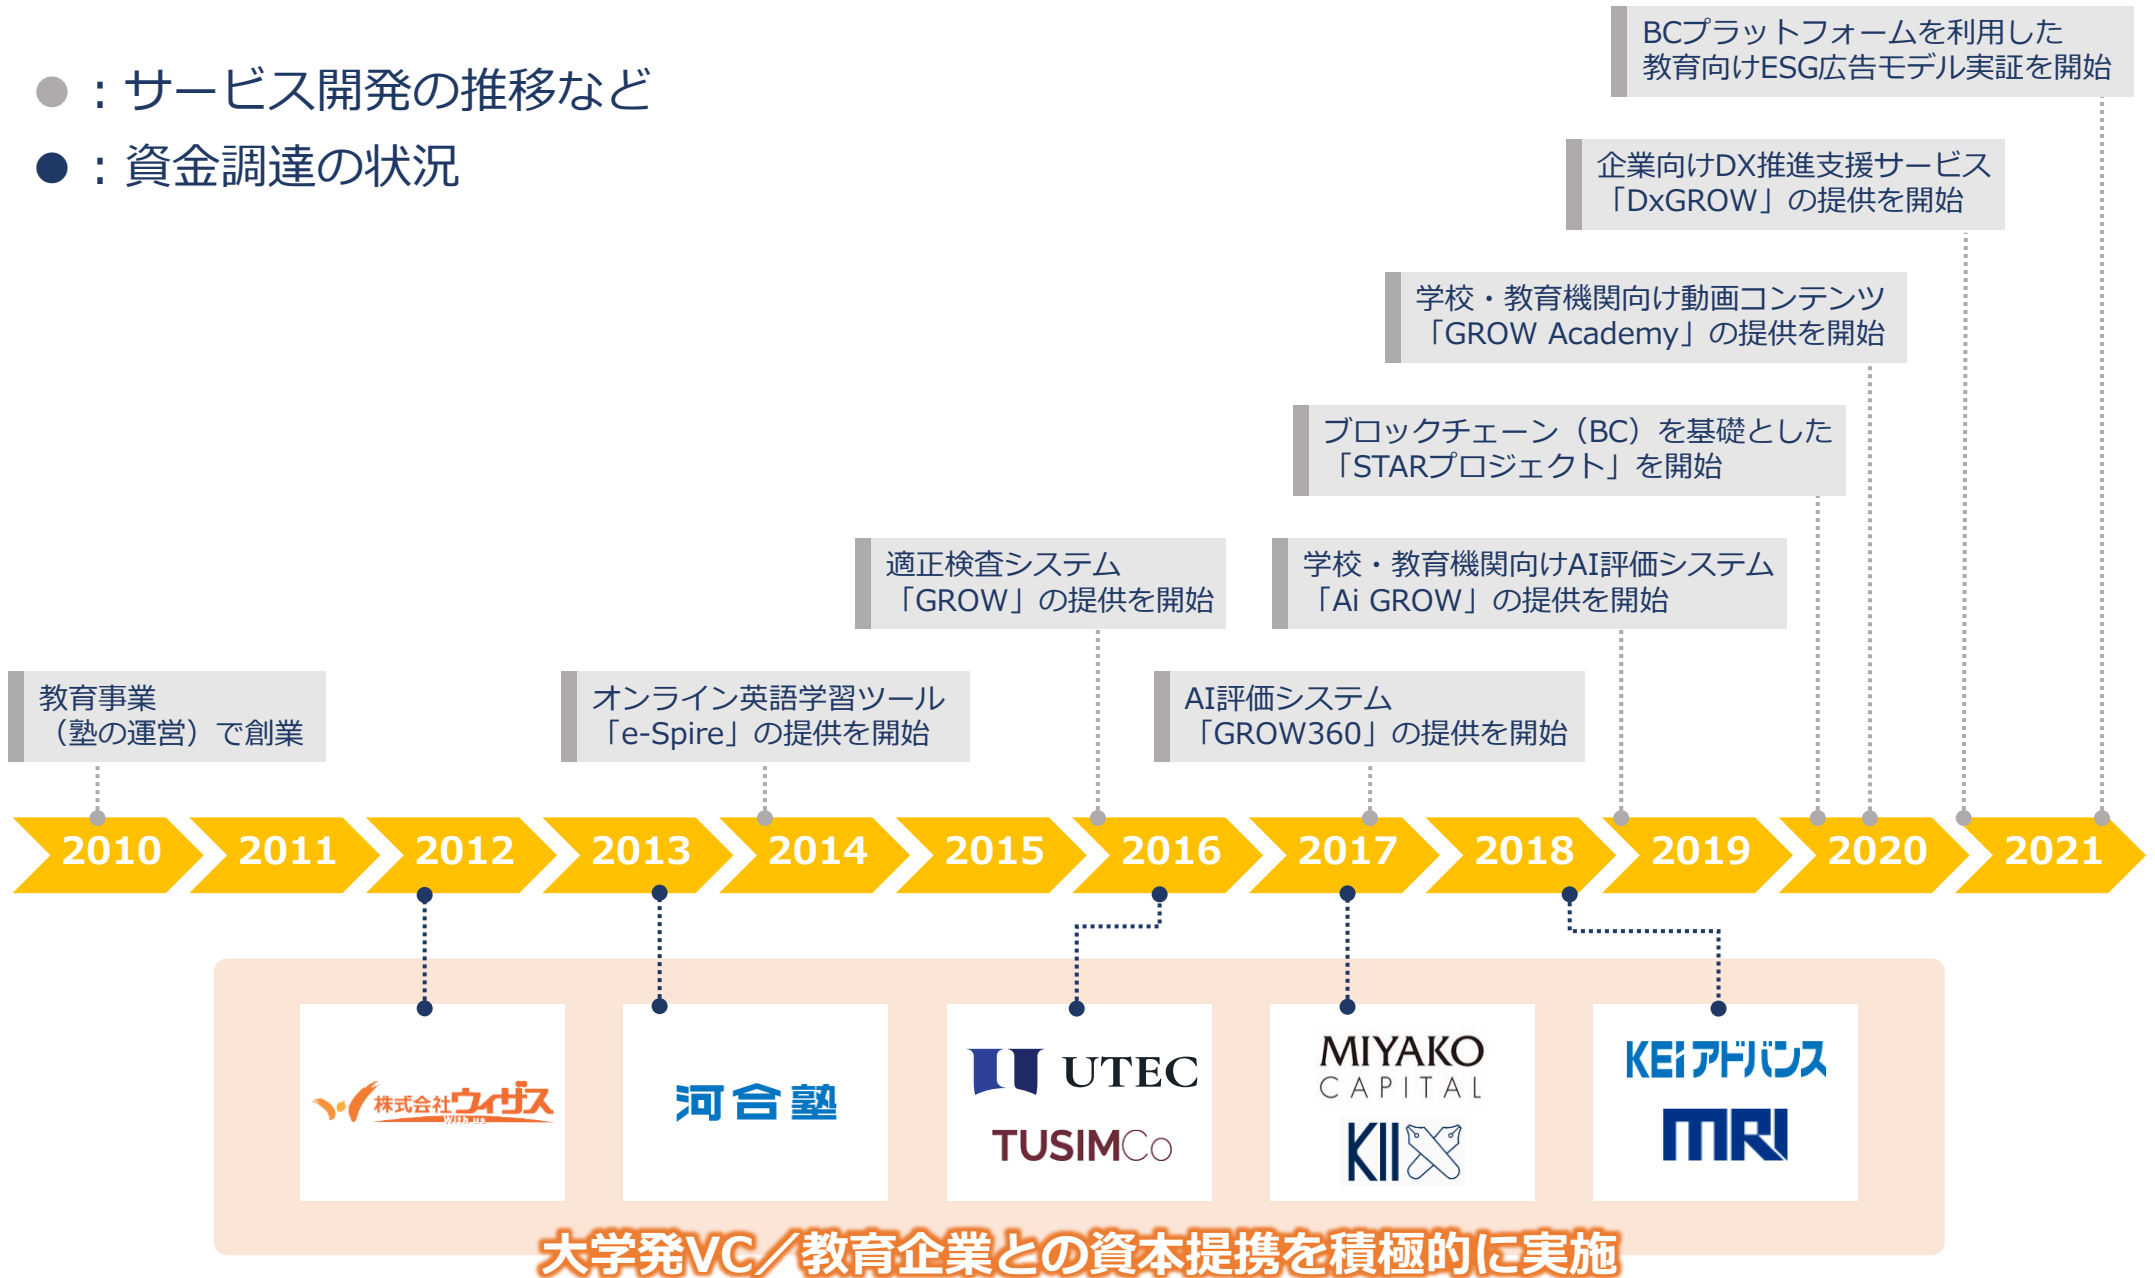 ：サービス開発の推移など
：資金調達の状況
BCプラットフォームを利用した
教育向けESG広告モデル実証を開始
企業向けDX推進支援サービス
「DxGROW」の提供を開始
学校・教育機関向け動画コンテンツ
「GROW Academy」の提供を開始
ブロックチェーン（BC）を基礎とした
「STARプロジェクト」を開始
適正検査システム
「GROW」の提供を開始
学校・教育機関向けAI評価システム
「Ai GROW」の提供を開始
教育事業
（塾の運営）で創業
オンライン英語学習ツール
「e-Spire」の提供を開始
AI評価システム
「GROW360」の提供を開始
2010 2011 2012 2013 2014 2015 2016 2017 2018 2019 2020 2021
株式会社ウィザス
With us
河合塾
UTEC
TUSIMCo
MIYAKO
CAPITAL
KII
KEIアドバンス
MRI
大学発VC／教育企業との資本提携を積極的に実施